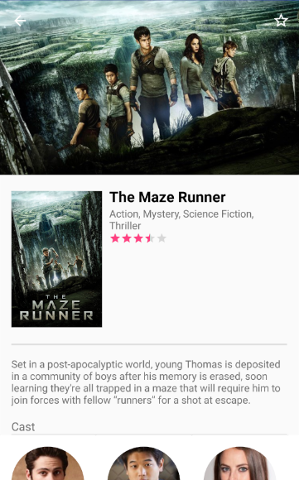 The Maze Runner
Action, Mystery, Science Fiction,
Thriller
THE
MAZE
RUNNER
Set in a post-apocalyptic world, young Thomas is deposited
in a community of boys after his memory is erased, soon
learning they're all trapped in a maze that will require him to
join forces with fellow “runners” for a shot at escape.
Cast